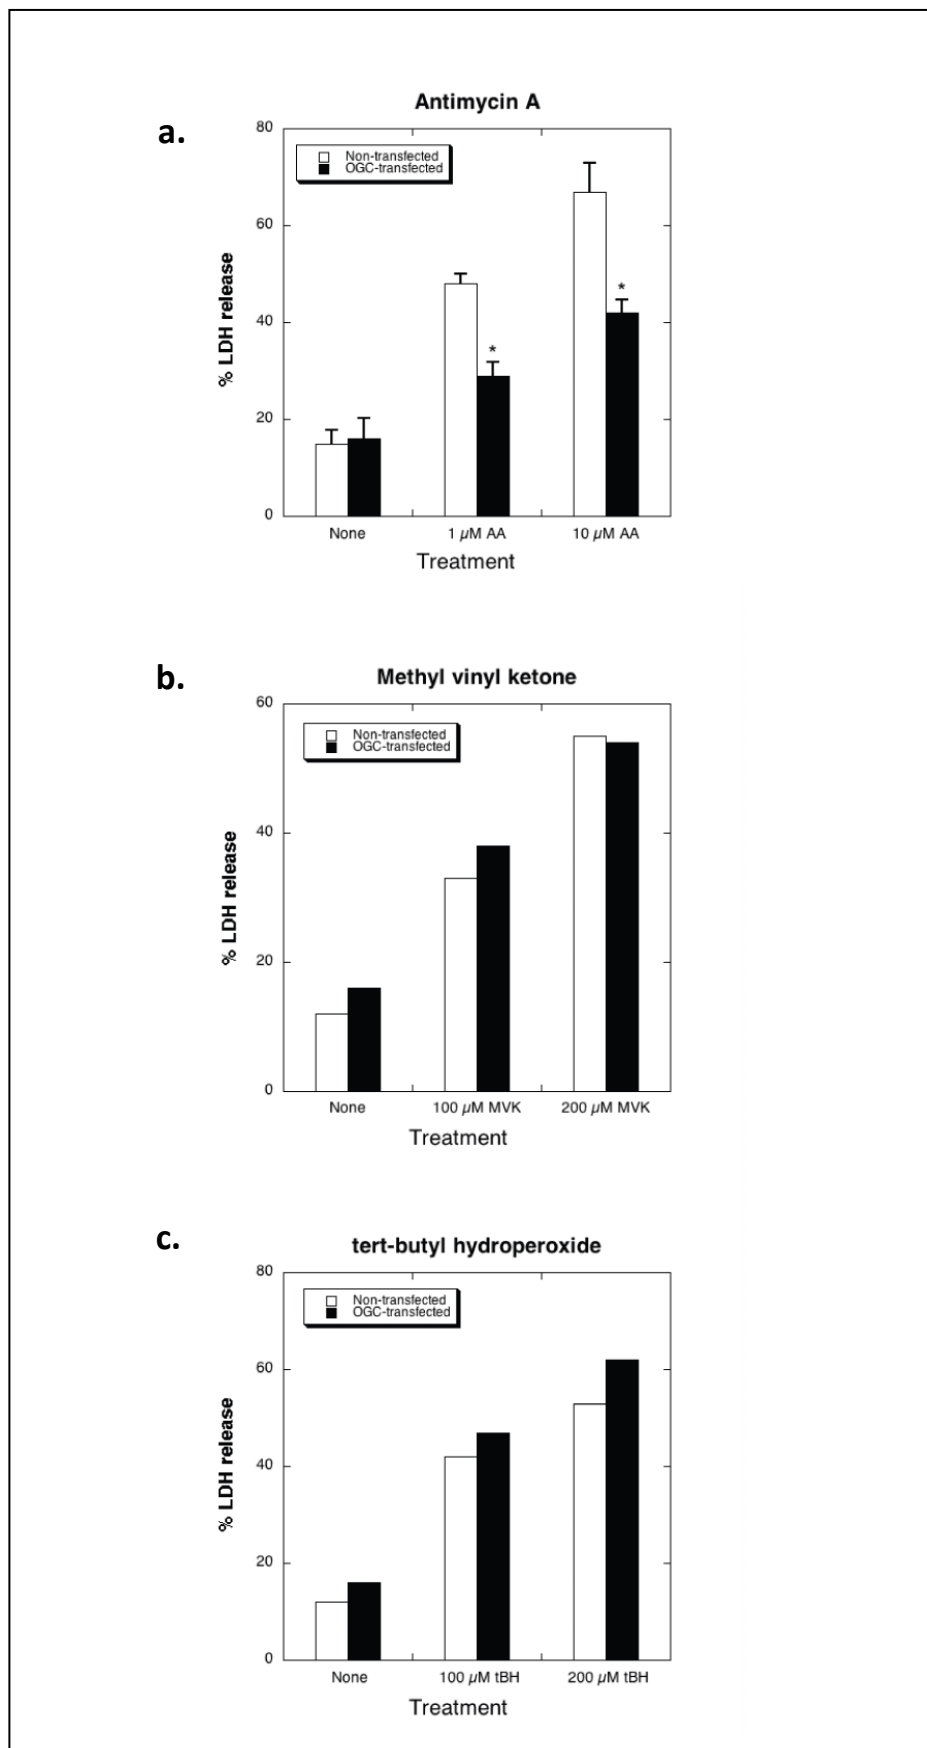 a.
Antimycin A
80
60
40
20
0
% LDH release
Non-transfected
OGC-transfected
*
*
None
1 µM AA
10 µM AA
Treatment
b.
Methyl vinyl ketone
60
40
20
0
% LDH release
Non-transfected
OGC-transfected
None
100 µM MVK
200 µM MVK
Treatment
c.
tert-butyl hydroperoxide
80
60
40
20
0
% LDH release
Non-transfected
OGC-transfected
None
100 µM tBH
200 µM tBH
Treatment